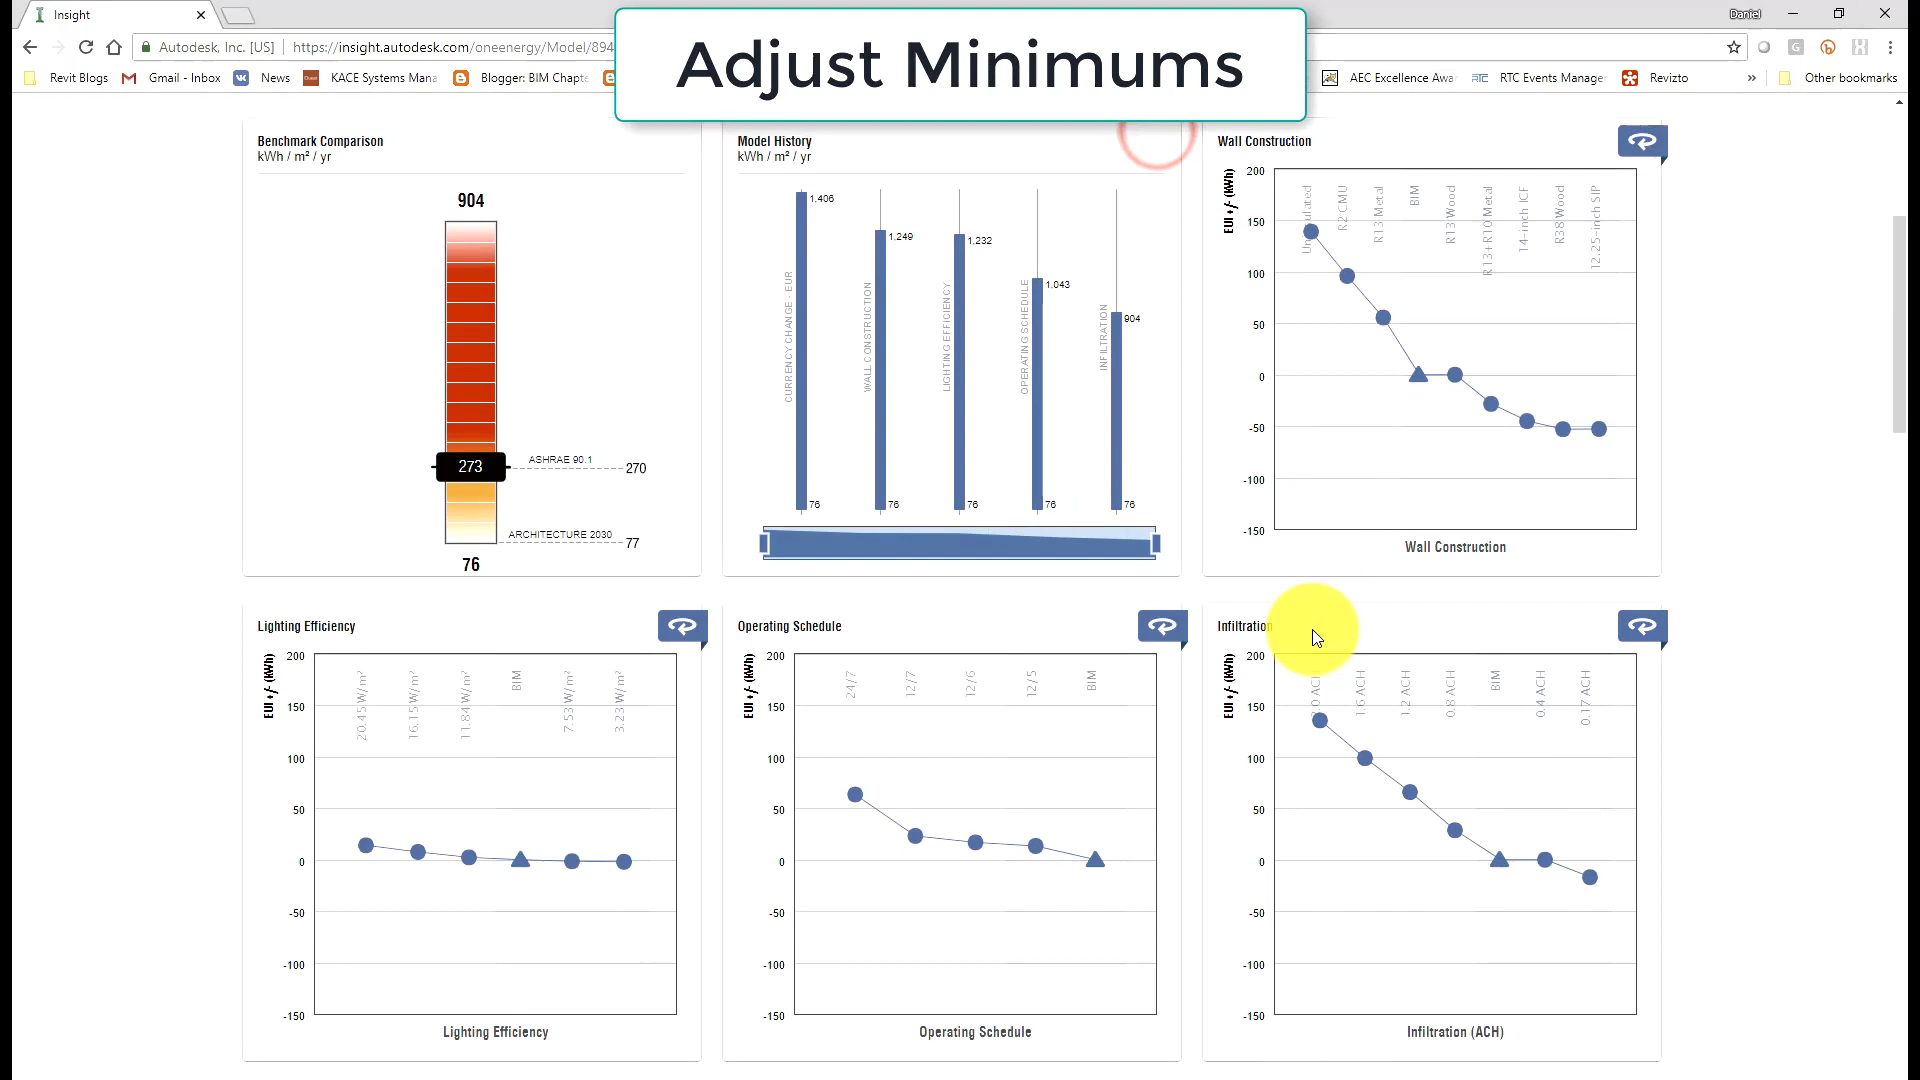 Insight
Daniel
Autodesk, Inc. [US]
https://insight.autodesk.com/oneenergy/Model/894
Adjust Minimums
Revit Blogs
Gmail - Inbox
News
KACE Systems Mana
Blogger: BIM Chapte
AEC Excellence Awa
RTC Events Manager
Revizto
»
Other bookmarks
Benchmark Comparison
kWh / m² / yr
904
273
ASHRAE 90.1
270
ARCHITECTURE 2030
77
76
Model History
kWh / m² / yr
1,406
1,249
1,232
1,043
904
CURRENCY CHANGE - EUR
WALL CONSTRUCTION
LIGHTING EFFICIENCY
OPERATING SCHEDULE
INFILTRATION
76
76
76
76
76
Wall Construction
EUI +/- (kWh)
200
150
100
50
0
-50
-100
-150
R2 CMU
R13 Metal
BIM
R13 Wood
R13+R10 Metal
14-inch ICF
R38 Wood
12.25-inch SIP
Wall Construction
Lighting Efficiency
EUI +/- (kWh)
200
150
100
50
0
-50
-100
-150
20.45 W/m²
16.15 W/m²
11.84 W/m²
BIM
7.53 W/m²
3.23 W/m²
Lighting Efficiency
Operating Schedule
EUI +/- (kWh)
200
150
100
50
0
-50
-100
-150
24/7
12/7
12/6
12/5
BIM
Operating Schedule
Infiltration
EUI +/- (kWh)
200
150
100
50
0
-50
-100
-150
1.6 ACH
1.2 ACH
0.8 ACH
BIM
0.4 ACH
0.17 ACH
Infiltration (ACH)